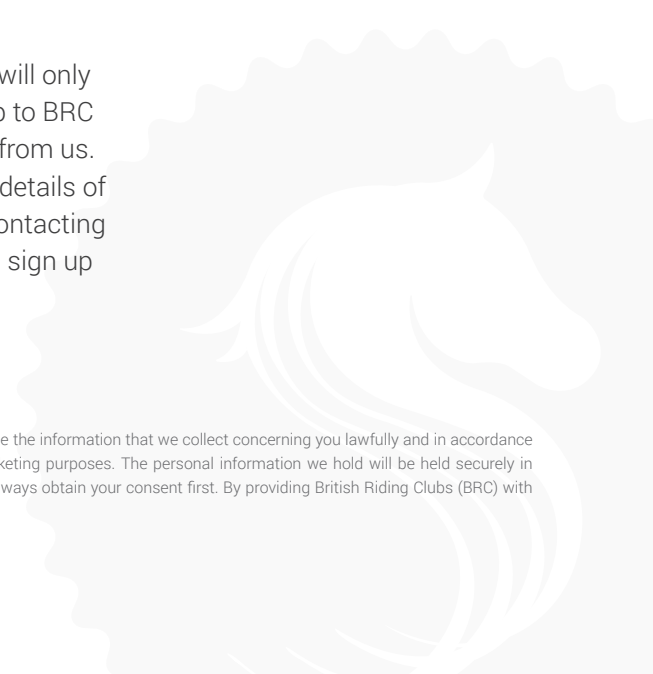 will only
to BRC
from us.
details of
ontacting
sign up
e the information that we collect concerning you lawfully and in accordance
keting purposes. The personal information we hold will be held securely in
ways obtain your consent first. By providing British Riding Clubs (BRC) with